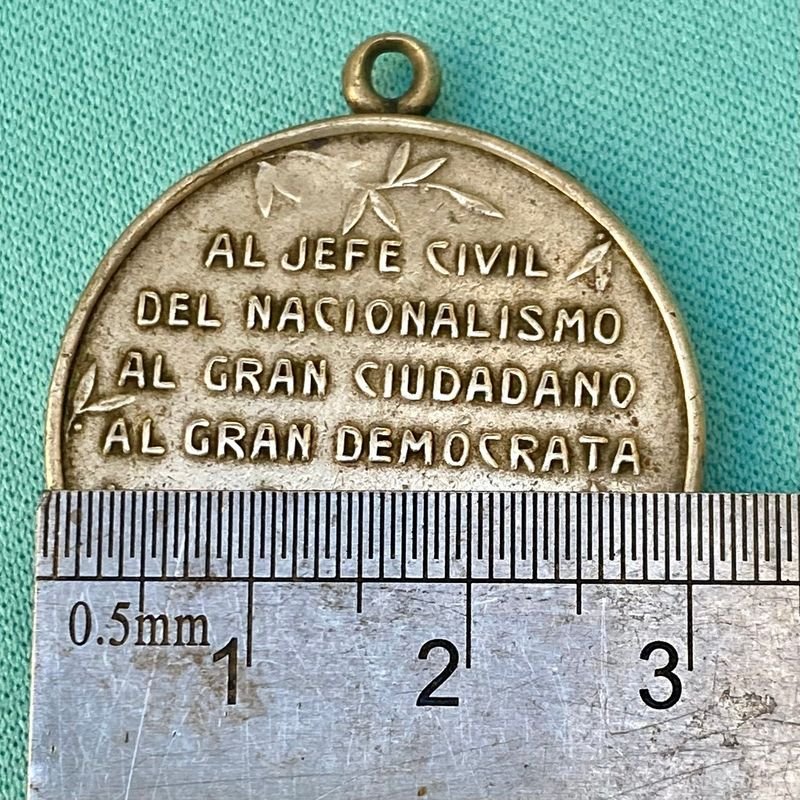 AL JEFE CIVIL
DEL NACIONALISMO
AL GRAN CIUDADANO
AL GRAN DEMOCRATA
0.5mm
1 2 3